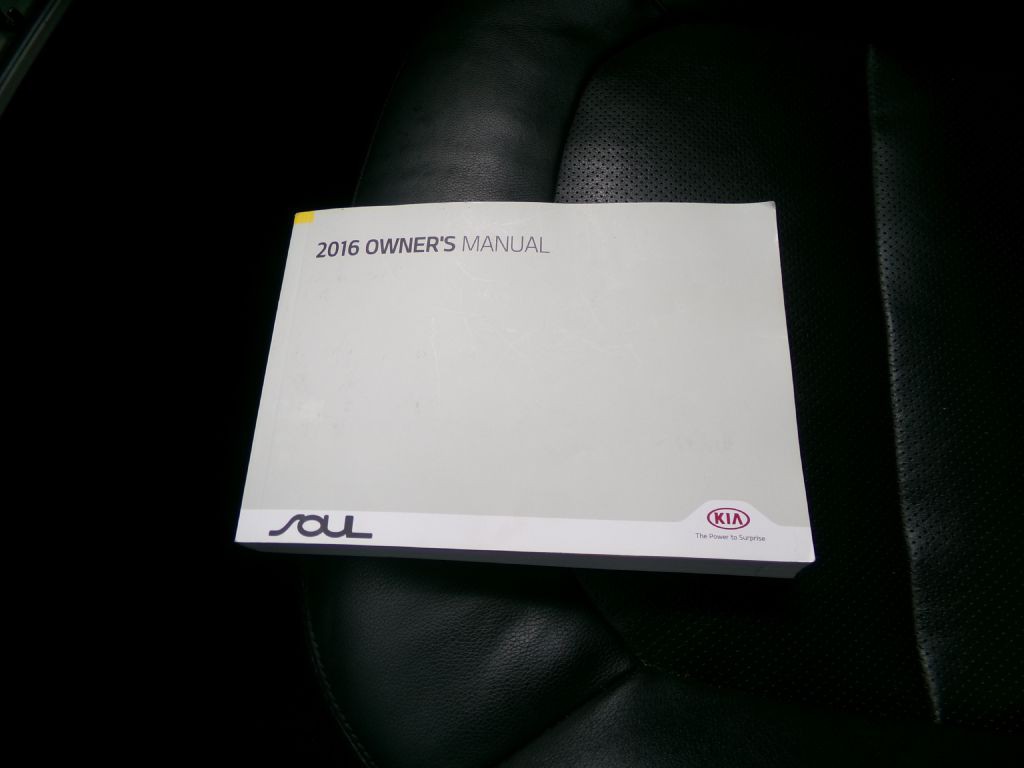 2016 OWNER'S MANUAL
SOUL
KIA
The Power to Surprise